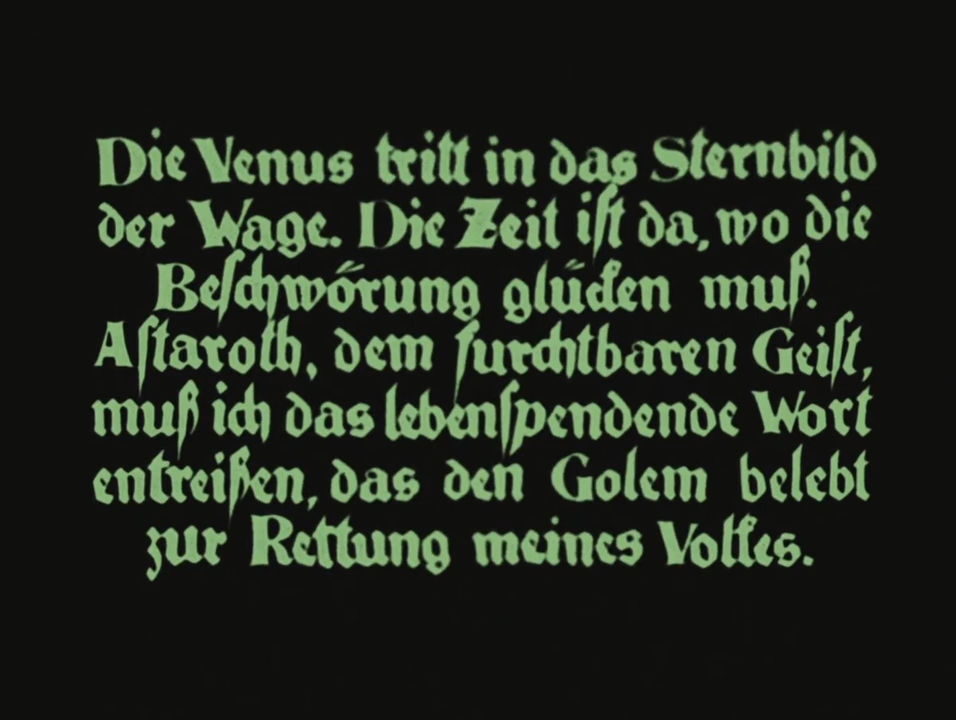 Die Venus tritt in das Sternbild
der Wage. Die Zeit iſt da, wo die
Beſchwörung glücken muß.
Aſtaroth, dem furchtbaren Geiſt,
muß ich das lebenſpendende Wort
entreißen, das den Golem belebt
zur Rettung meines Volkes.